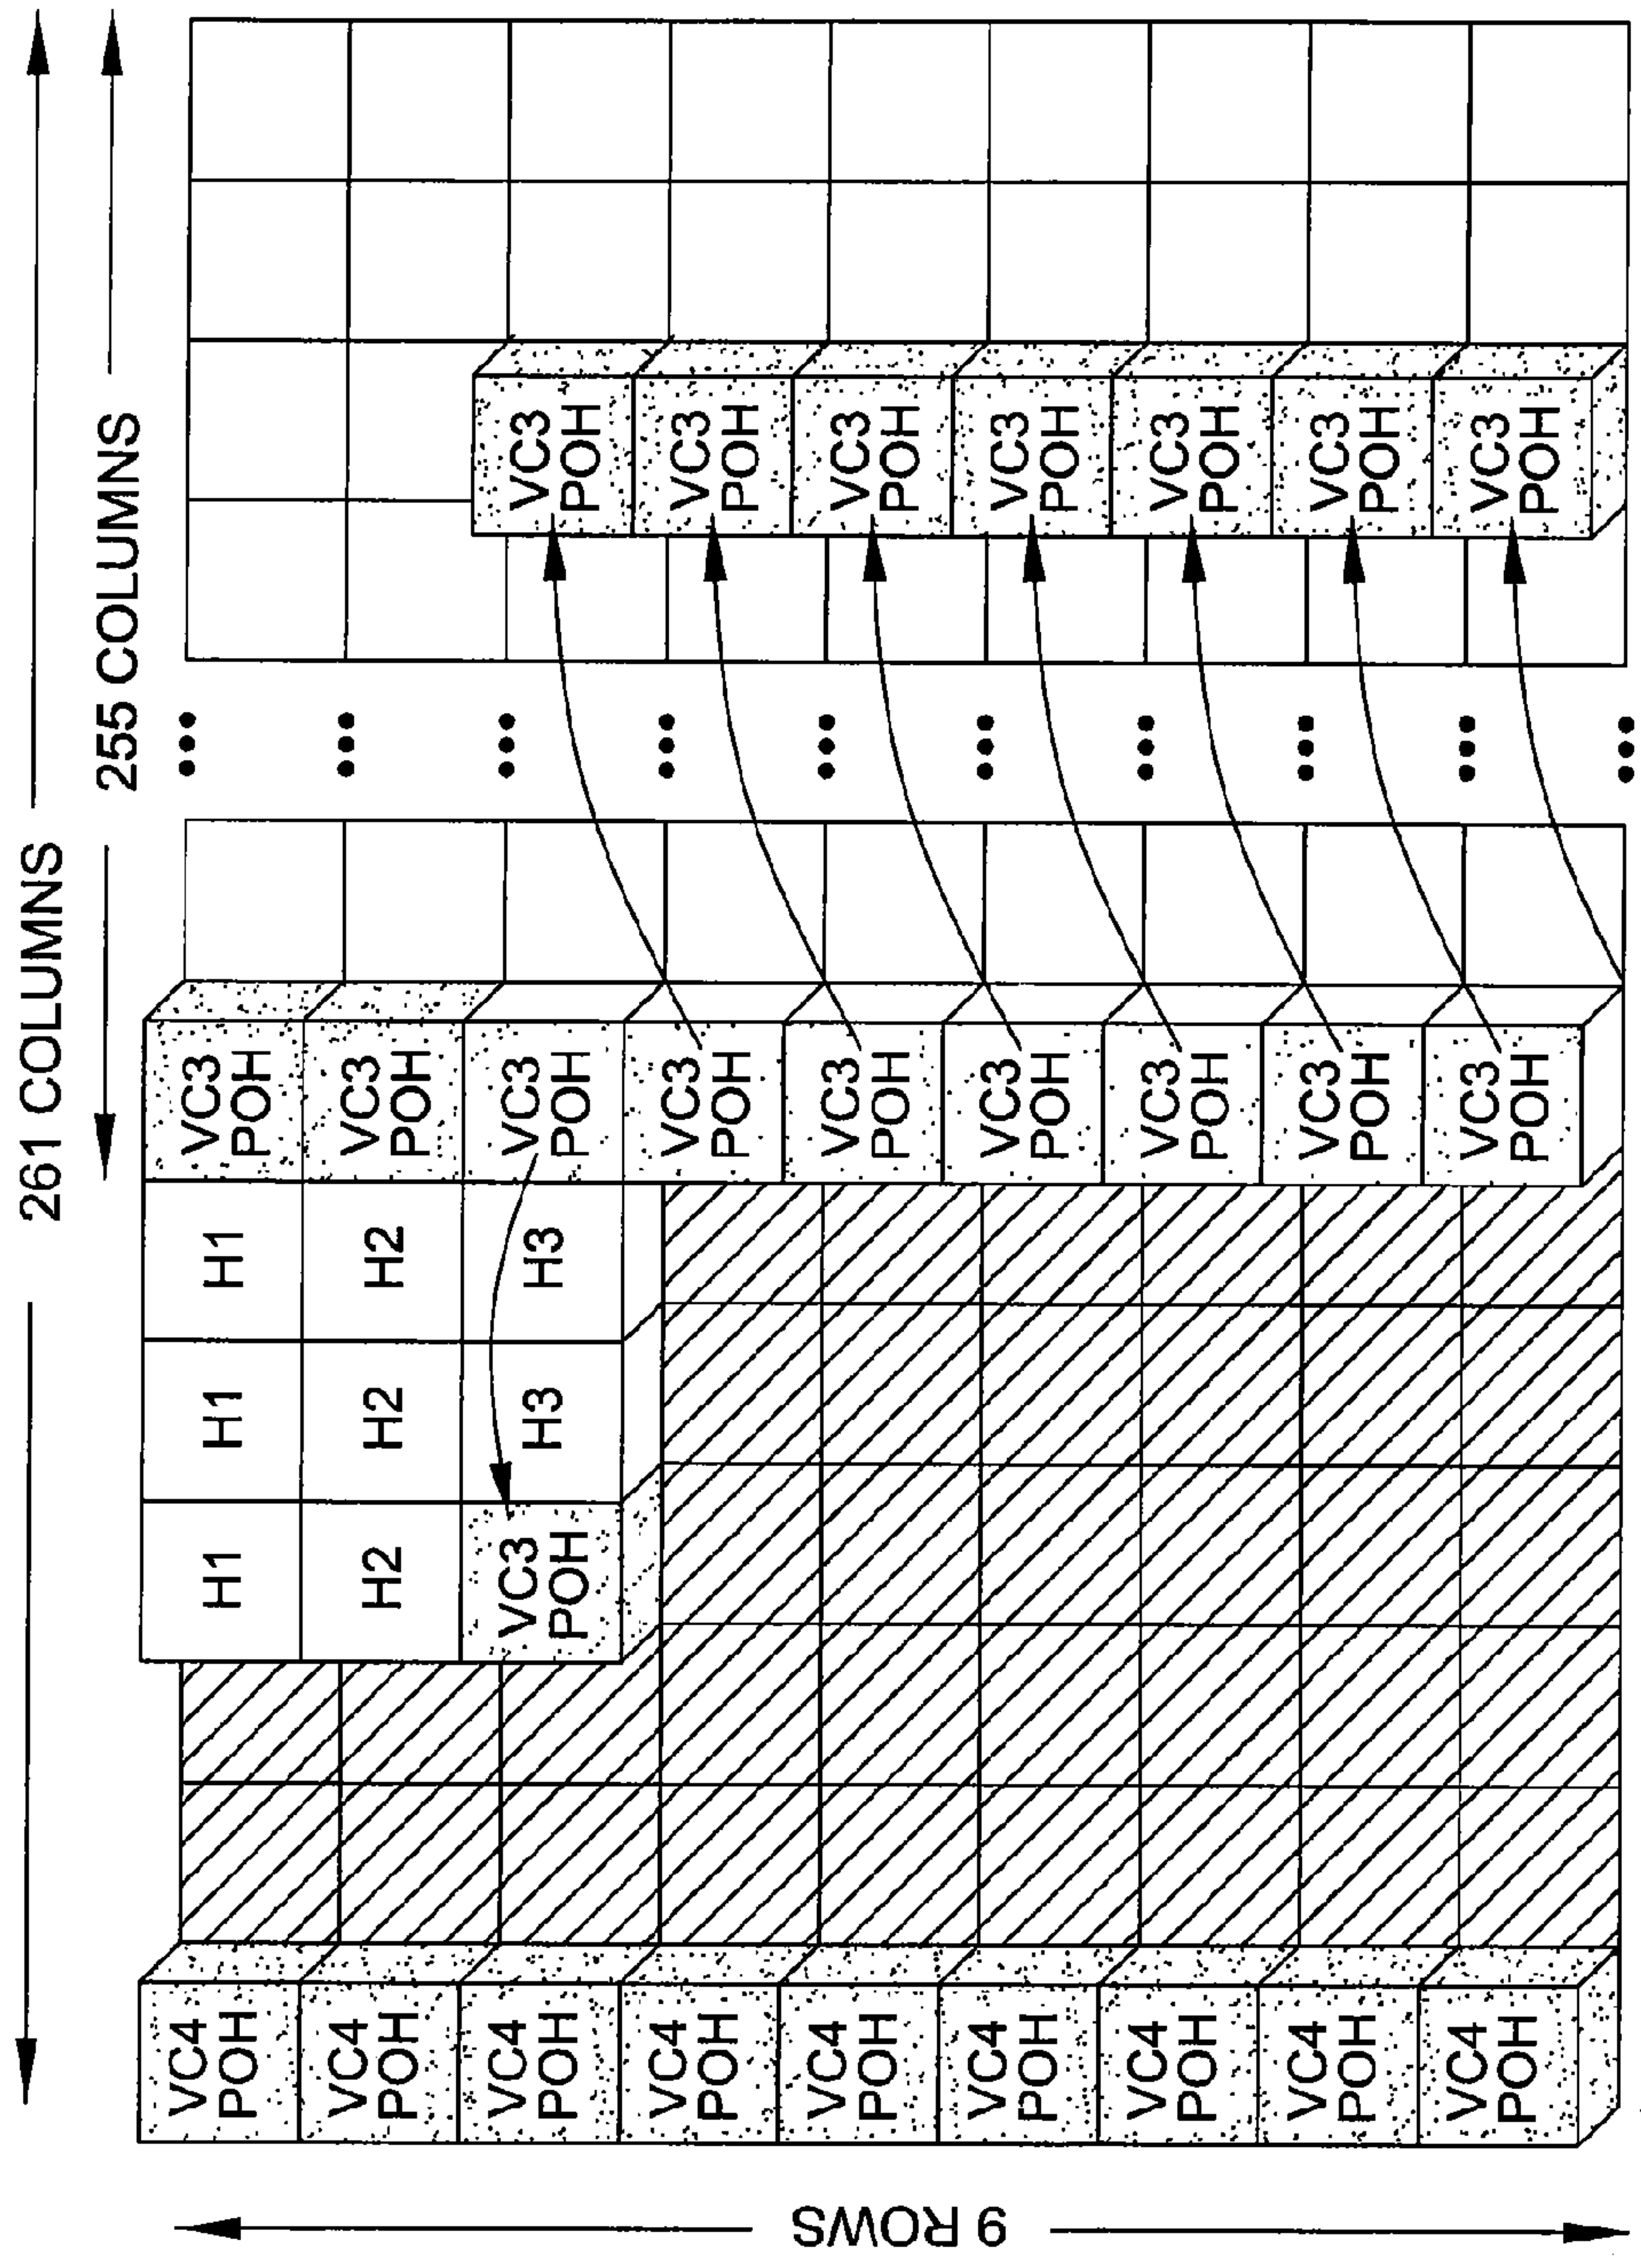 261 COLUMNS
255 COLUMNS
9 ROWS
VC4
POH
H1
H1
H1
VC3
POH
VC4
POH
H2
H2
H2
VC3
POH
VC4
POH
VC3
POH
H3
H3
VC3
POH
VC3
POH
VC4
POH
VC3
POH
VC3
POH
VC4
POH
VC3
POH
VC3
POH
VC4
POH
VC3
POH
VC3
POH
VC4
POH
VC3
POH
VC3
POH
VC4
POH
VC3
POH
VC3
POH
VC4
POH
VC3
POH
VC3
POH